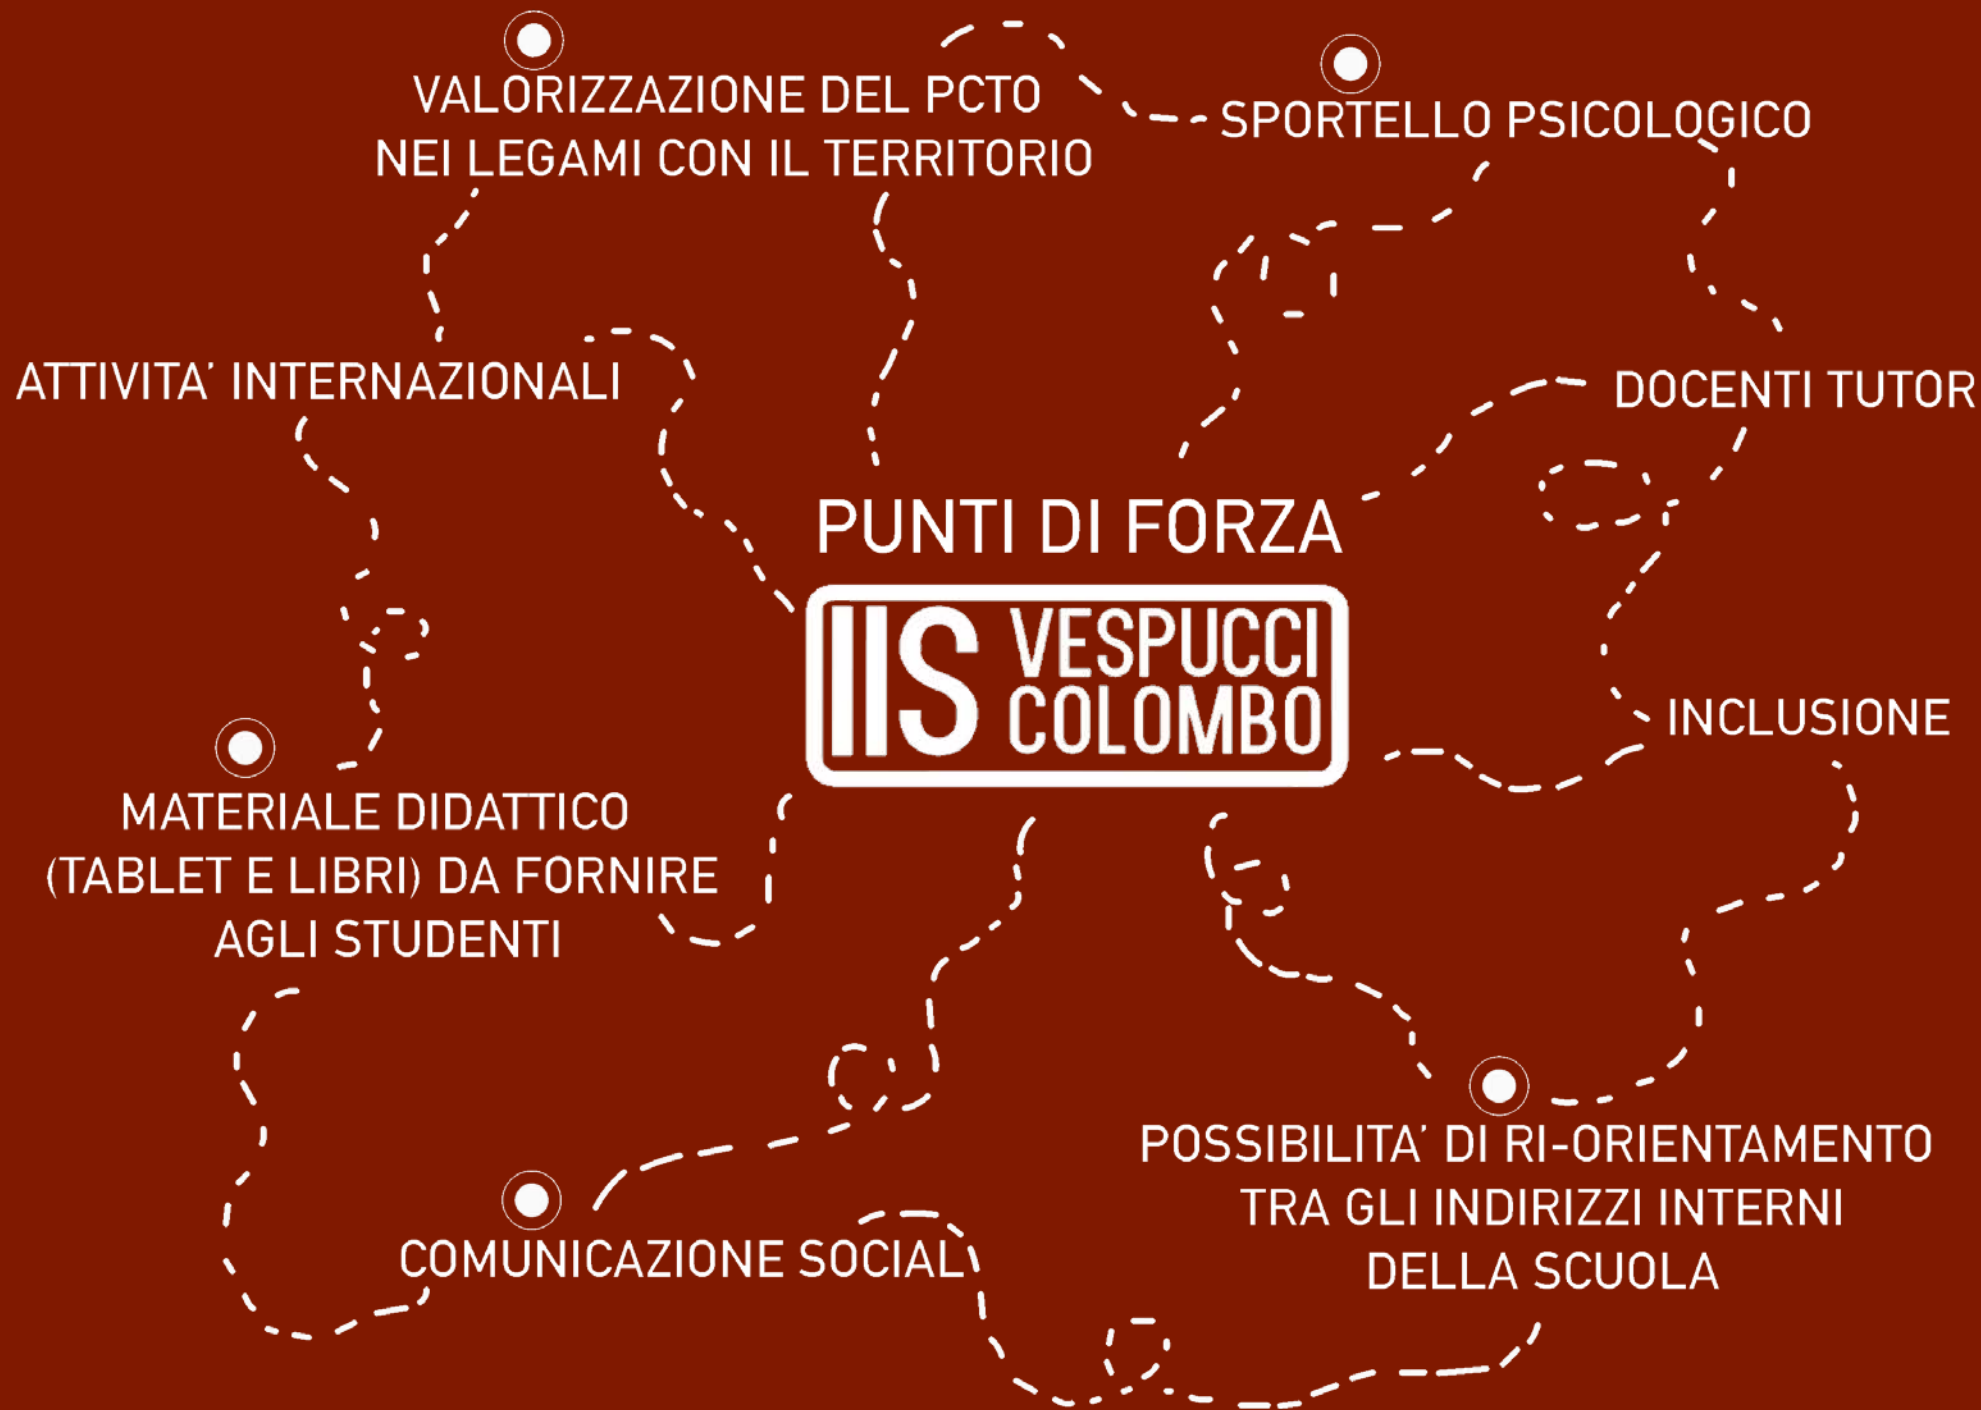 VALORIZZAZIONE DEL PCTO
NEI LEGAMI CON IL TERRITORIO
SPORTELLO PSICOLOGICO
ATTIVITA' INTERNAZIONALI
DOCENTI TUTOR
PUNTI DI FORZA
IIS VESPUCCI
COLOMBO
INCLUSIONE
MATERIALE DIDATTICO
(TABLET E LIBRI) DA FORNIRE
AGLI STUDENTI
POSSIBILITA' DI RI-ORIENTAMENTO
TRA GLI INDIRIZZI INTERNI
DELLA SCUOLA
COMUNICAZIONE SOCIAL